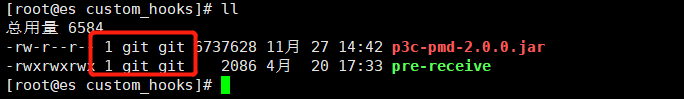 [root@es custom_hooks]# ll
总用量 6584
-rw-r--r-- 1 git git 6737628 11月 27 14:42 p3c-pmd-2.0.0.jar
-rwxrwxrwx 1 git git    2086 4月  20 17:33 pre-receive
[root@es custom_hooks]#